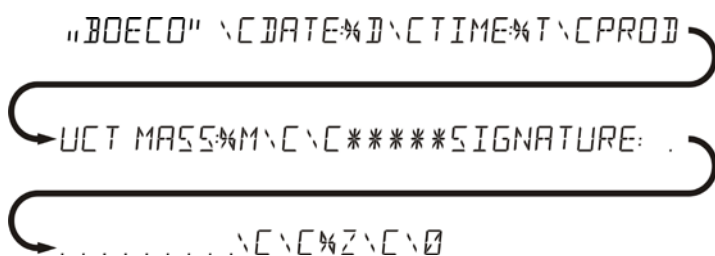 „BOECO" \CDATE:%D\CTIME:%T\CPROD
UCT MASS:%M\C\C*****SIGNATURE: .
. . . . . . . . . .\C\C%Z\C\0